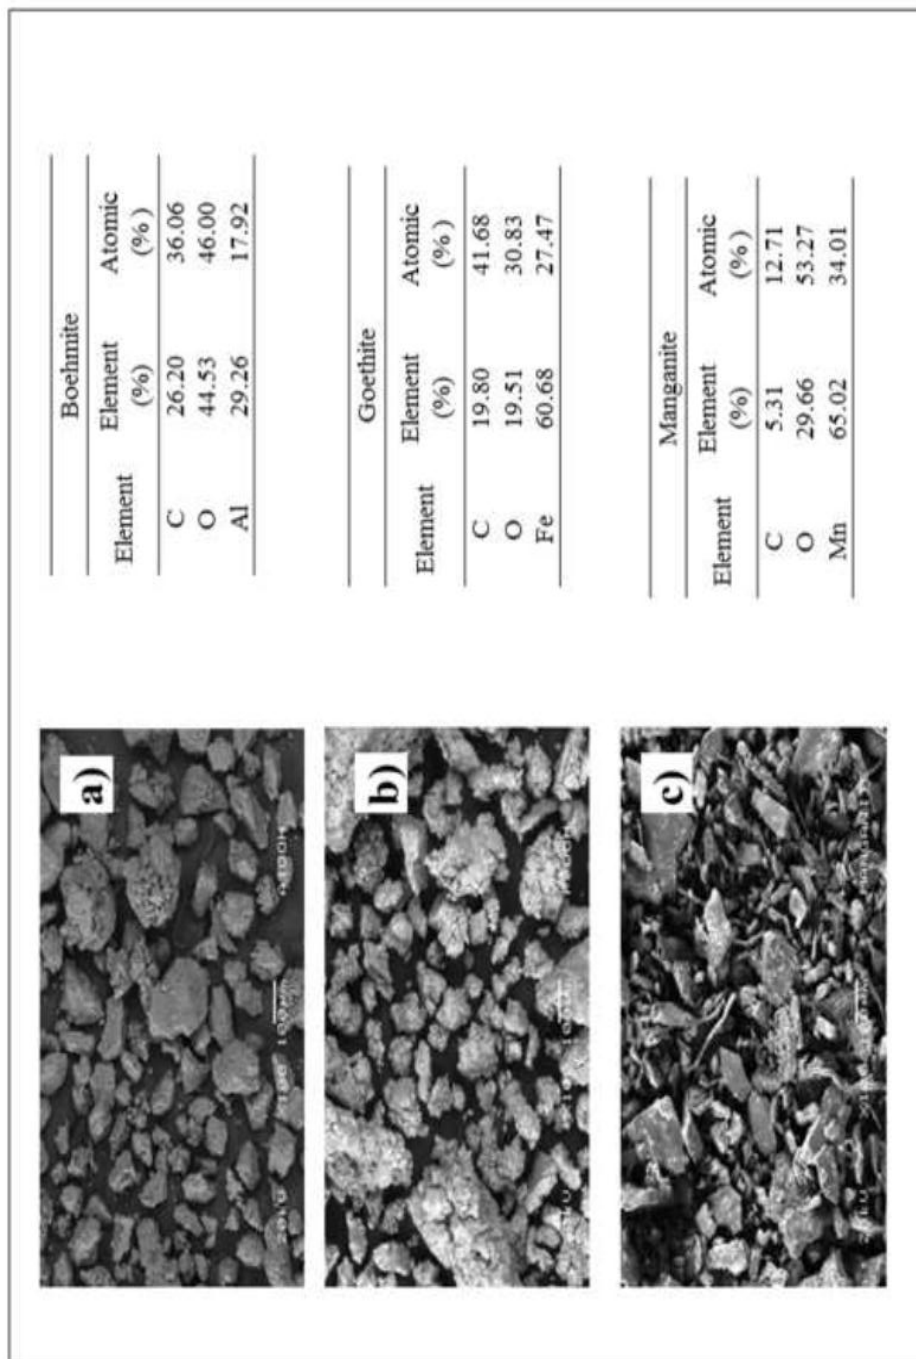 a)
100µm
Boehmite
Element Element Atomic
(%) (%)
C 26.20 36.06
O 44.53 46.00
Al 29.26 17.92
b)
Goethite
Element Element Atomic
(%) (%)
C 19.80 41.68
O 19.51 30.83
Fe 60.68 27.47
c)
Manganite
Element Element Atomic
(%) (%)
C 5.31 12.71
O 29.66 53.27
Mn 65.02 34.01